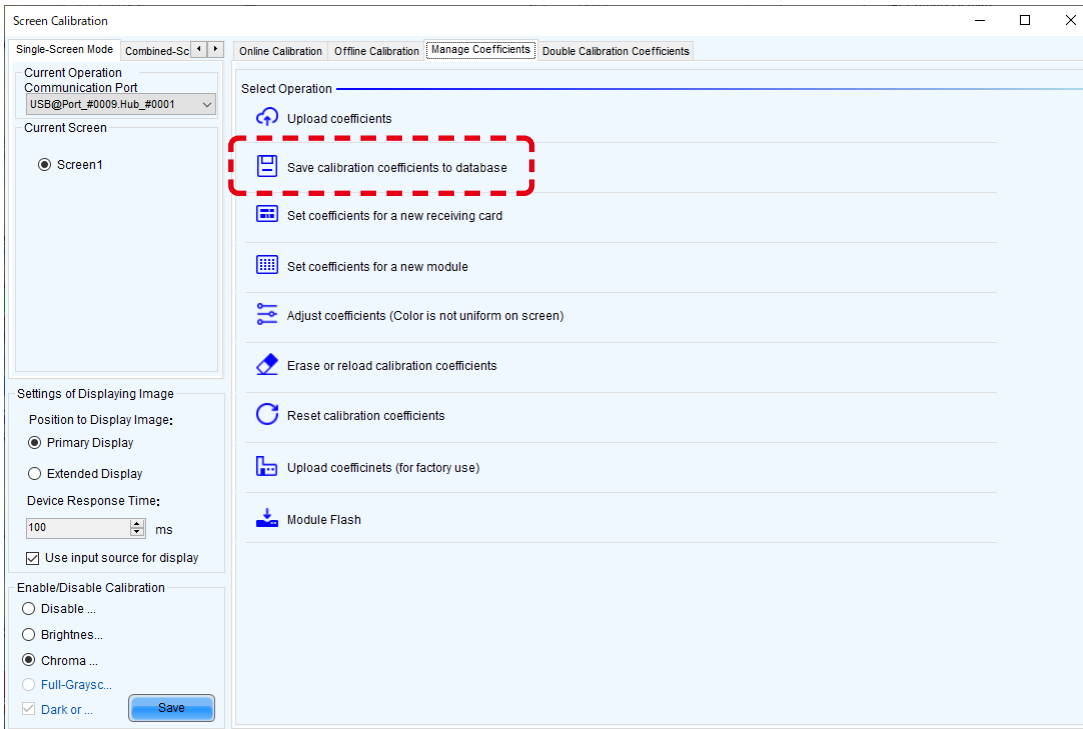 Screen Calibration
Single-Screen Mode
Combined-Sc
Current Operation
Communication Port
USB@Port_#0009.Hub_#0001
Current Screen
Screen1
Settings of Displaying Image
Position to Display Image:
Primary Display
Extended Display
Device Response Time:
100 ms
Use input source for display
Enable/Disable Calibration
Disable ...
Brightnes...
Chroma ...
Full-Graysc...
Dark or ...
Save
Online Calibration
Offline Calibration
Manage Coefficients
Double Calibration Coefficients
Select Operation
Upload coefficients
Save calibration coefficients to database
Set coefficients for a new receiving card
Set coefficients for a new module
Adjust coefficients (Color is not uniform on screen)
Erase or reload calibration coefficients
Reset calibration coefficients
Upload coefficinets (for factory use)
Module Flash